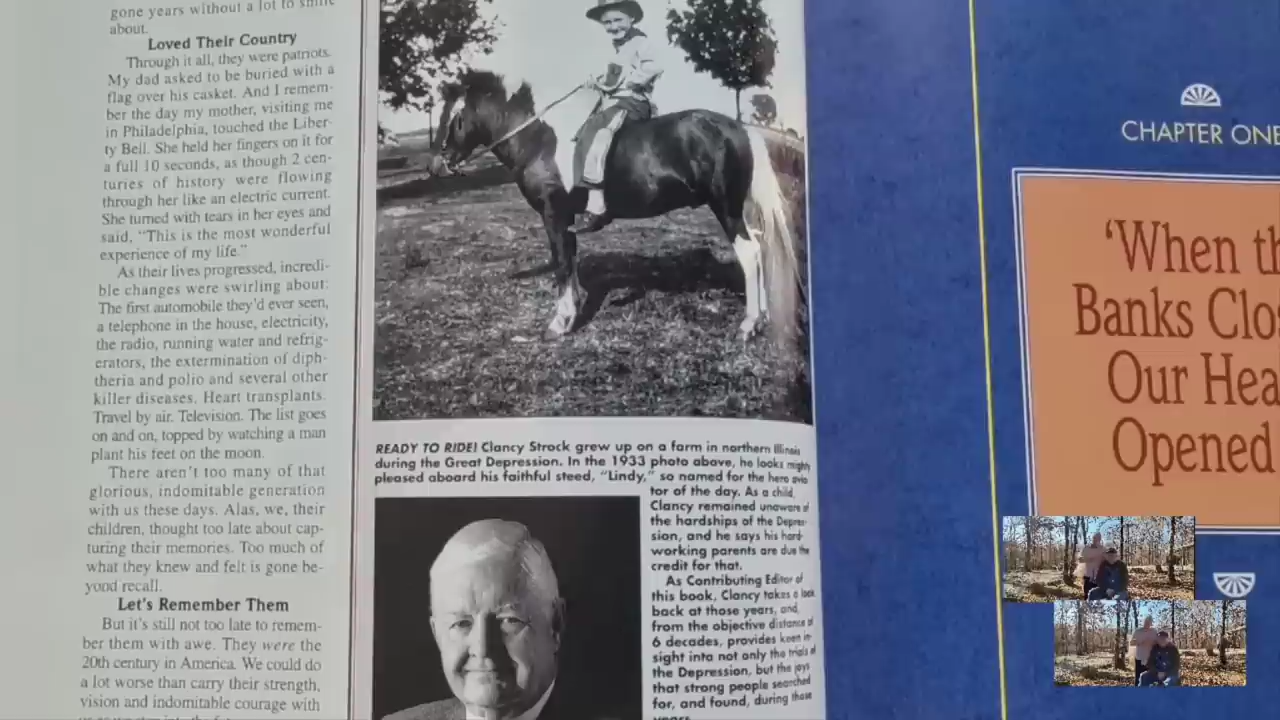 gone years without a lot to smile
about.
Loved Their Country
Through it all, they were patriots.
My dad asked to be buried with a
flag over his casket. And I remem-
ber the day my mother, visiting me
in Philadelphia, touched the Liber-
ty Bell. She held her fingers on it for
a full 10 seconds, as though 2 cen-
turies of history were flowing
through her like an electric current.
She turned with tears in her eyes and
said, “This is the most wonderful
experience of my life.”
As their lives progressed, incredi-
ble changes were swirling about:
The first automobile they’d ever seen,
a telephone in the house, electricity,
the radio, running water and refrig-
erators, the extermination of diph-
theria and polio and several other
killer diseases. Heart transplants.
Travel by air. Television. The list goes
on and on, topped by watching a man
plant his feet on the moon.
There aren’t too many of that
glorious, indomitable generation
with us these days. Alas, we, their
children, thought too late about cap-
turing their memories. Too much of
what they knew and felt is gone be-
yond recall.
Let’s Remember Them
But it’s still not too late to remem-
ber them with awe. They were the
20th century in America. We could do
a lot worse than carry their strength,
vision and indomitable courage with
READY TO RIDE! Clancy Strock grew up on a farm in northern Illinois
during the Great Depression. In the 1933 photo above, he looks mighty
pleased aboard his faithful steed, “Lindy,” so named for the hero avia-
tor of the day. As a child,
Clancy remained unaware of
the hardships of the Depres-
sion, and he says his hard-
working parents are due the
credit for that.
As Contributing Editor of
this book, Clancy takes a look
back at those years, and,
from the objective distance of
6 decades, provides keen in-
sight into not only the trials of
the Depression, but the joys
that strong people searched
for, and found, during those
years.
CHAPTER ONE
‘When th
Banks Clo
Our Hea
Opened